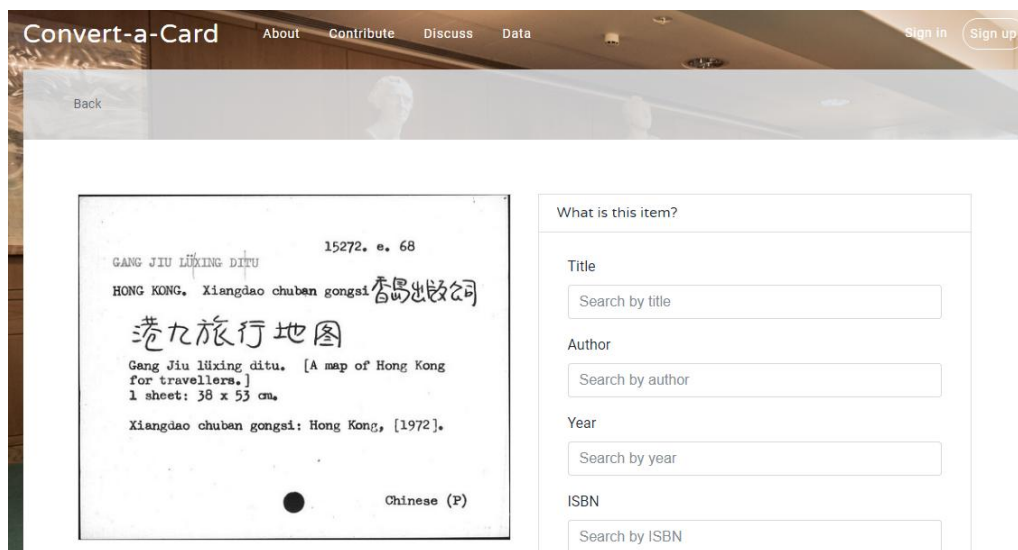 Convert-a-Card About Contribute Discuss Data Sign in Sign up
Back
15272. e. 68
GANG JIU LÜXING DITU
HONG KONG. Xiangdao chuban gongsi 香島出版公司
港九旅行地图
Gang Jiu lüxing ditu. [A map of Hong Kong
for travellers.]
1 sheet: 38 x 53 cm.
Xiangdao chuban gongsi: Hong Kong, [1972].
Chinese (P)
What is this item?
Title
Search by title
Author
Search by author
Year
Search by year
ISBN
Search by ISBN